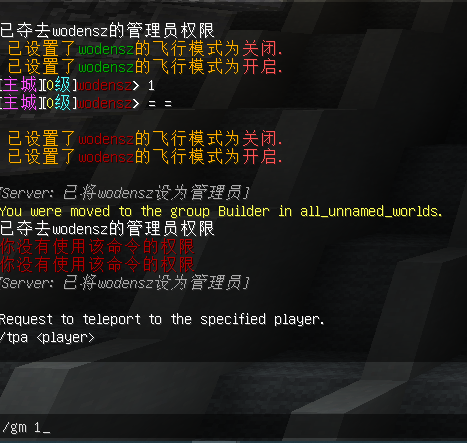 已夺去wodensz的管理员权限
已设置了wodensz的飞行模式为关闭.
已设置了wodensz的飞行模式为开启.
[王城][0级]wodensz> 1
[王城][0级]wodensz> = =
已设置了wodensz的飞行模式为关闭.
已设置了wodensz的飞行模式为开启.
[Server: 已将wodensz设为管理员]
You were moved to the group Builder in all_unnamed_worlds.
已夺去wodensz的管理员权限
你没有使用该命令的权限
你没有使用该命令的权限
[Server: 已将wodensz设为管理员]
Request to teleport to the specified player.
/tpa <player>
/gm 1_